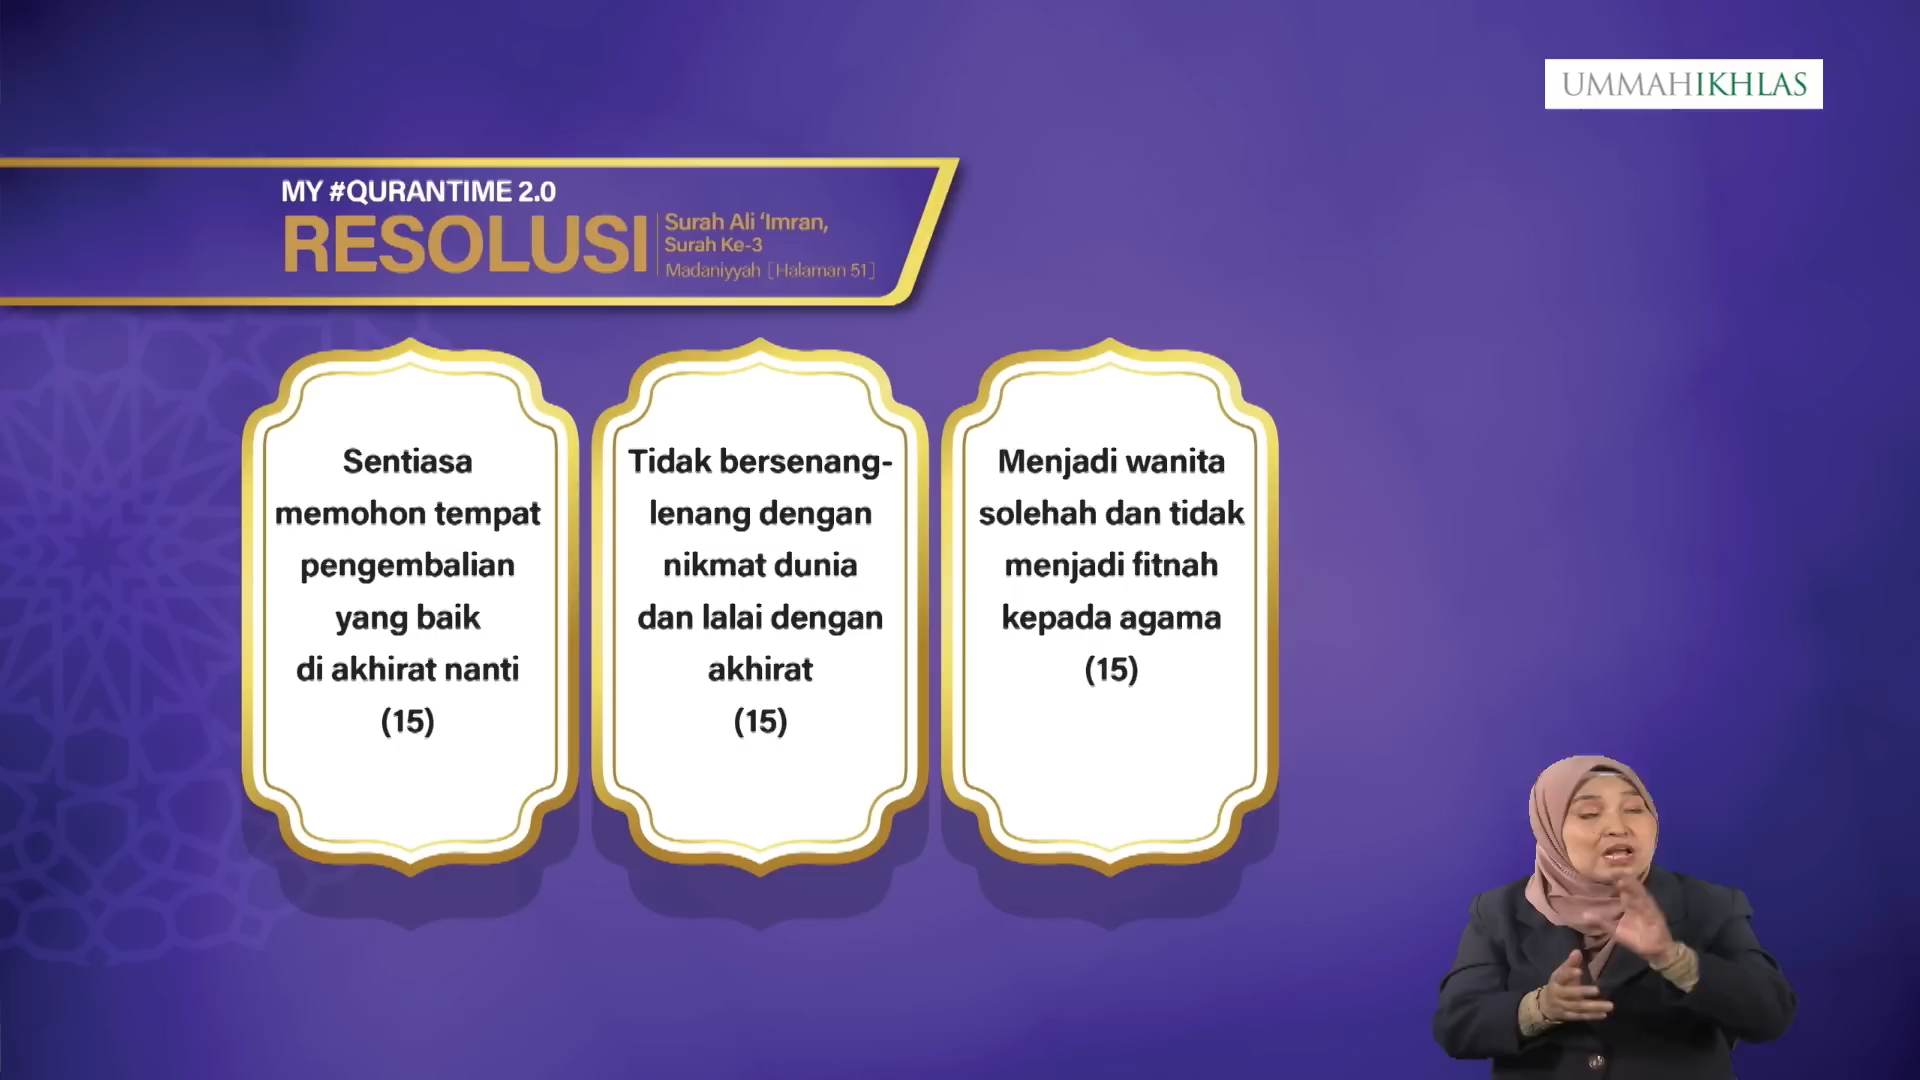 UMMAHIKHLAS
MY #QURANTIME 2.0
RESOLUSI
Surah Ali ‘Imran,
Surah Ke-3
Madaniyyah [Halaman 51]
Sentiasa
memohon tempat
pengembalian
yang baik
di akhirat nanti
(15)
Tidak bersenang-
lenang dengan
nikmat dunia
dan lalai dengan
akhirat
(15)
Menjadi wanita
solehah dan tidak
menjadi fitnah
kepada agama
(15)